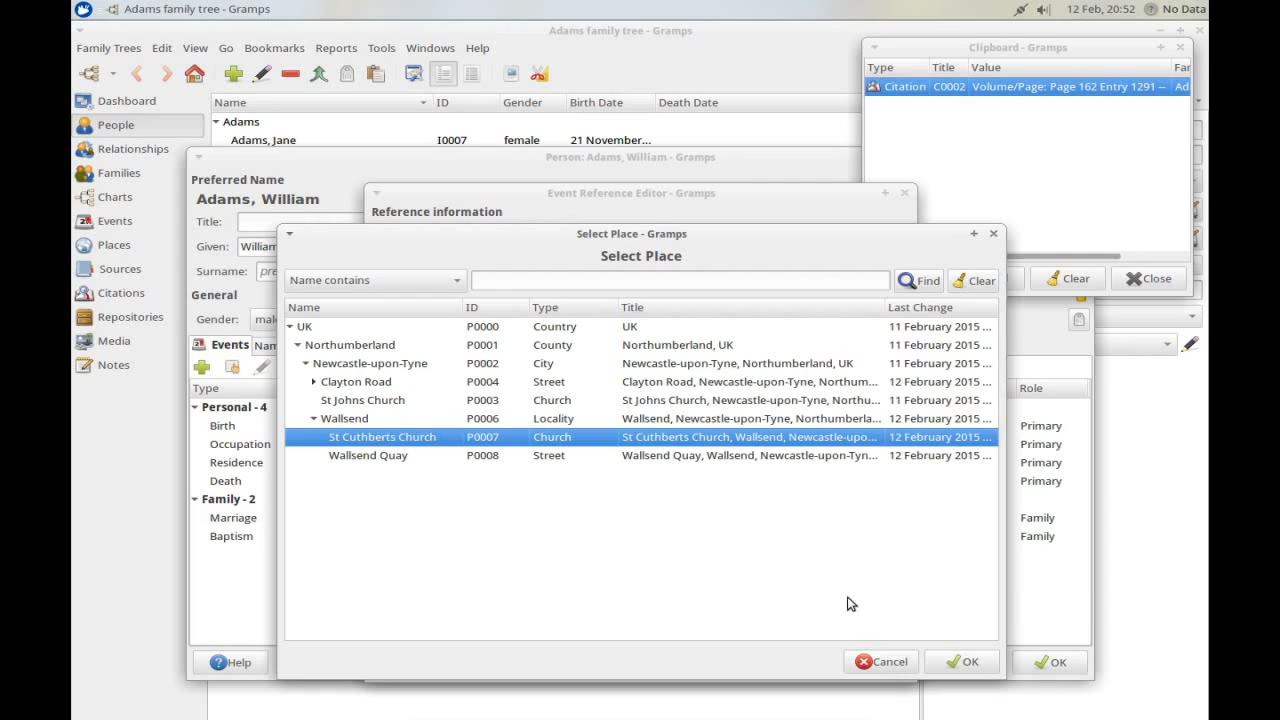 Adams family tree - Gramps
12 Feb, 20:52
No Data
Adams family tree - Gramps
Family Trees Edit View Go Bookmarks Reports Tools Windows Help
Clipboard - Gramps
Type Title Value
Citation C0002 Volume/Page: Page 162 Entry 1291 --
Clear
Close
Dashboard
People
Relationships
Families
Charts
Events
Places
Sources
Citations
Repositories
Media
Notes
Name ID Gender Birth Date Death Date
Adams
Adams, Jane I0007 female 21 November...
Person: Adams, William - Gramps
Preferred Name
Adams, William
Title:
Given: William
Surname:
General
Gender:
Events
Type
Role
Personal - 4
Birth Primary
Occupation Primary
Residence Primary
Death Primary
Family - 2
Marriage Family
Baptism Family
Help
OK
Event Reference Editor - Gramps
Reference information
Select Place - Gramps
Select Place
Name contains
Find
Clear
Name ID Type Title Last Change
UK P0000 Country UK 11 February 2015 ...
Northumberland P0001 County Northumberland, UK 11 February 2015 ...
Newcastle-upon-Tyne P0002 City Newcastle-upon-Tyne, Northumberland, UK 11 February 2015 ...
Clayton Road P0004 Street Clayton Road, Newcastle-upon-Tyne, Northum... 12 February 2015 ...
St Johns Church P0003 Church St Johns Church, Newcastle-upon-Tyne, Northu... 11 February 2015 ...
Wallsend P0006 Locality Wallsend, Newcastle-upon-Tyne, Northumberla... 12 February 2015 ...
St Cuthberts Church P0007 Church St Cuthberts Church, Wallsend, Newcastle-upo... 12 February 2015 ...
Wallsend Quay P0008 Street Wallsend Quay, Wallsend, Newcastle-upon-Tyn... 12 February 2015 ...
Cancel
OK